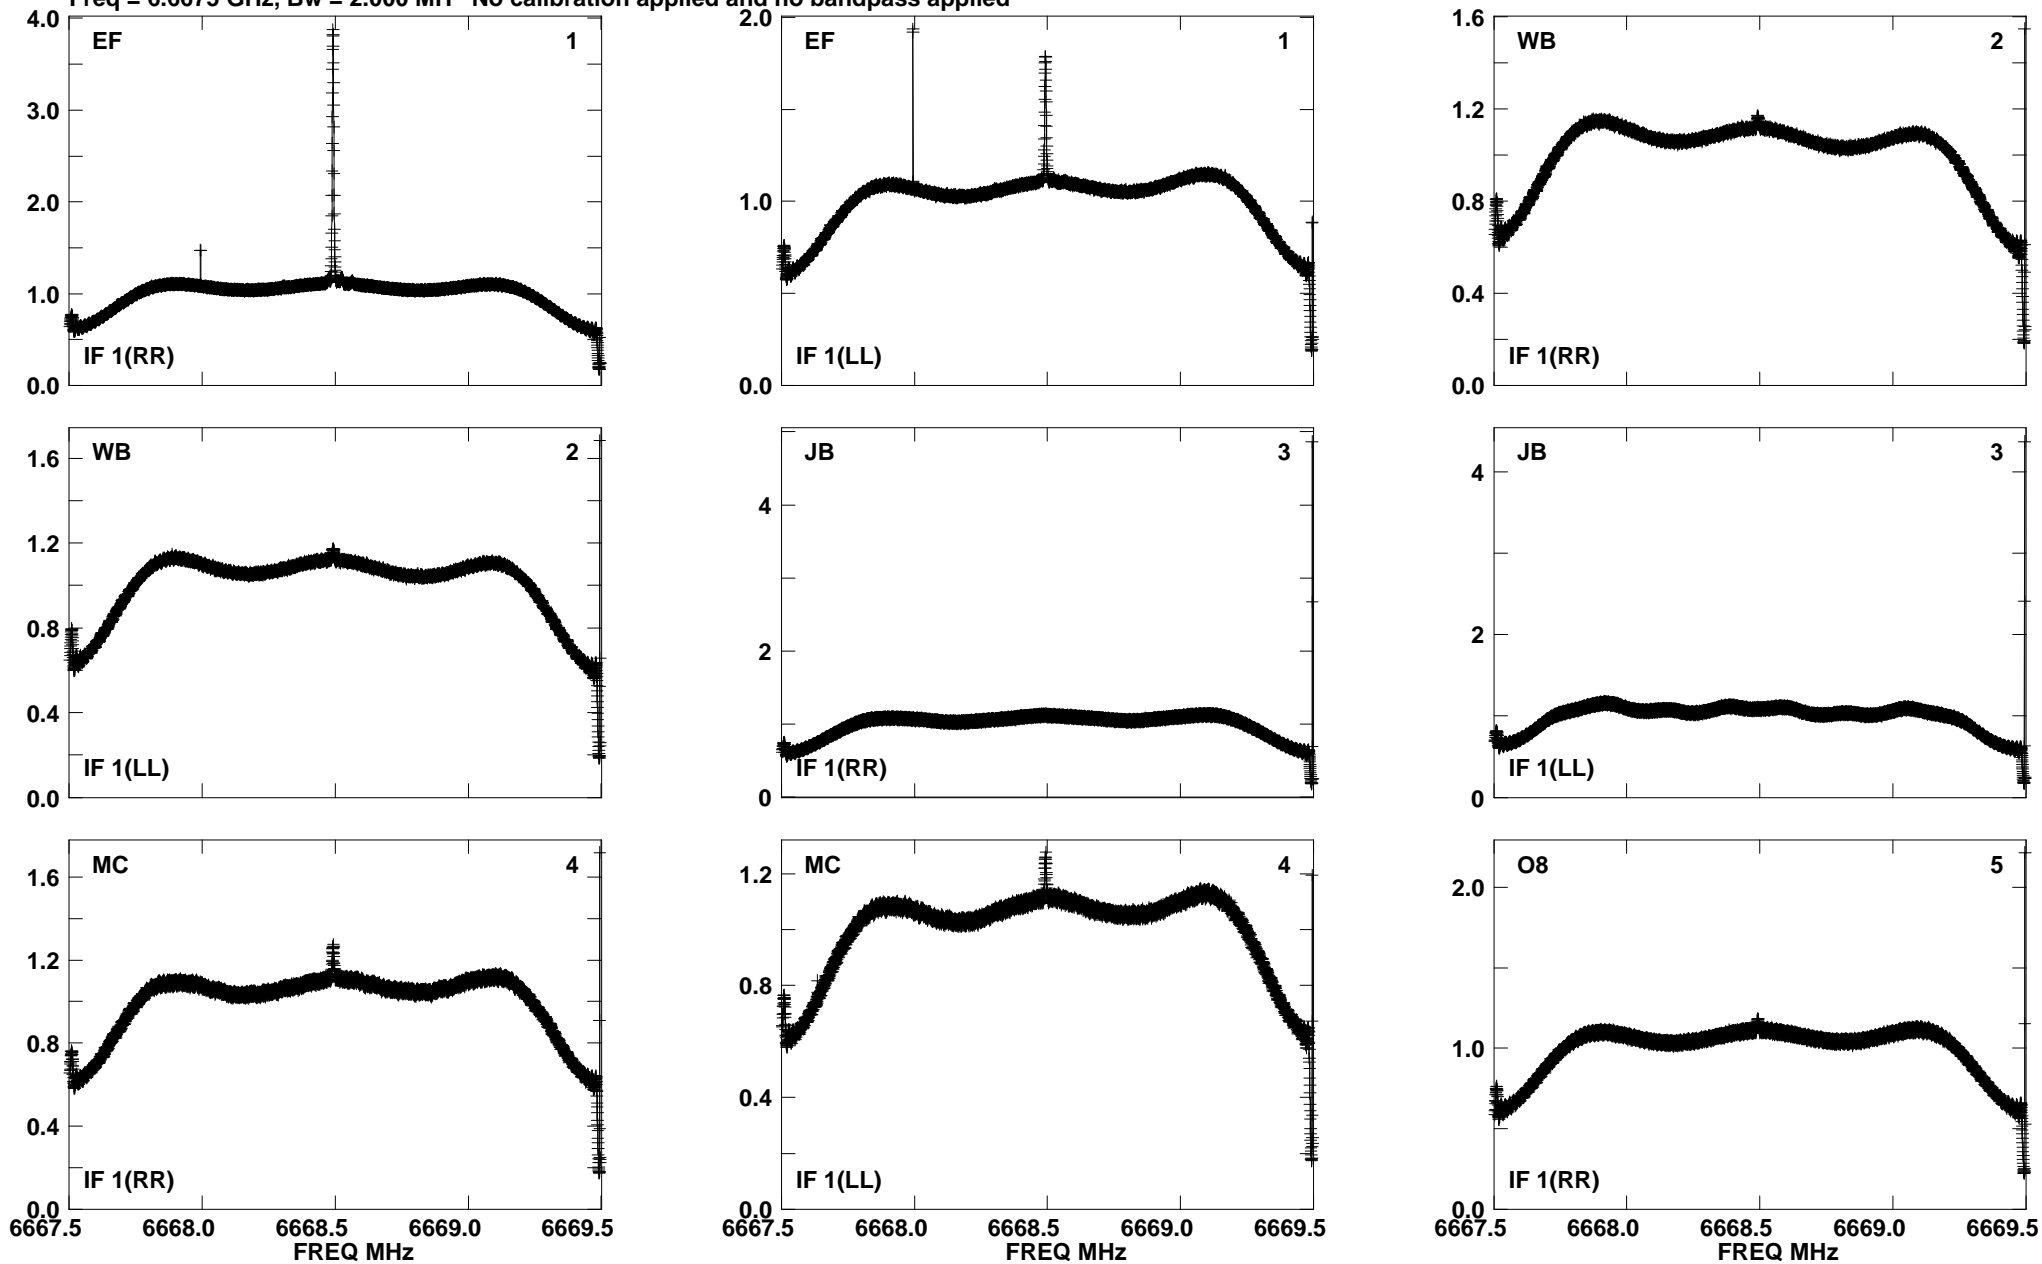 Freq = 6.6675 GHz, Bw = 2.000 MH No calibration applied and no bandpass applied
4.0
3.0
2.0
1.0
0.0
EF 1
IF 1(RR)
2.0
1.0
0.0
EF 1
IF 1(LL)
1.6
1.2
0.8
0.4
0.0
WB 2
IF 1(RR)
1.6
1.2
0.8
0.4
0.0
WB 2
IF 1(LL)
4
2
0
JB 3
IF 1(RR)
4
2
0
JB 3
IF 1(LL)
1.6
1.2
0.8
0.4
0.0
MC 4
IF 1(RR)
6667.5 6668.0 6668.5 6669.0 6669.5
FREQ MHz
1.2
0.8
0.4
0.0
MC 4
IF 1(LL)
6667.5 6668.0 6668.5 6669.0 6669.5
FREQ MHz
2.0
1.0
0.0
O8 5
IF 1(RR)
6667.5 6668.0 6668.5 6669.0 6669.5
FREQ MHz